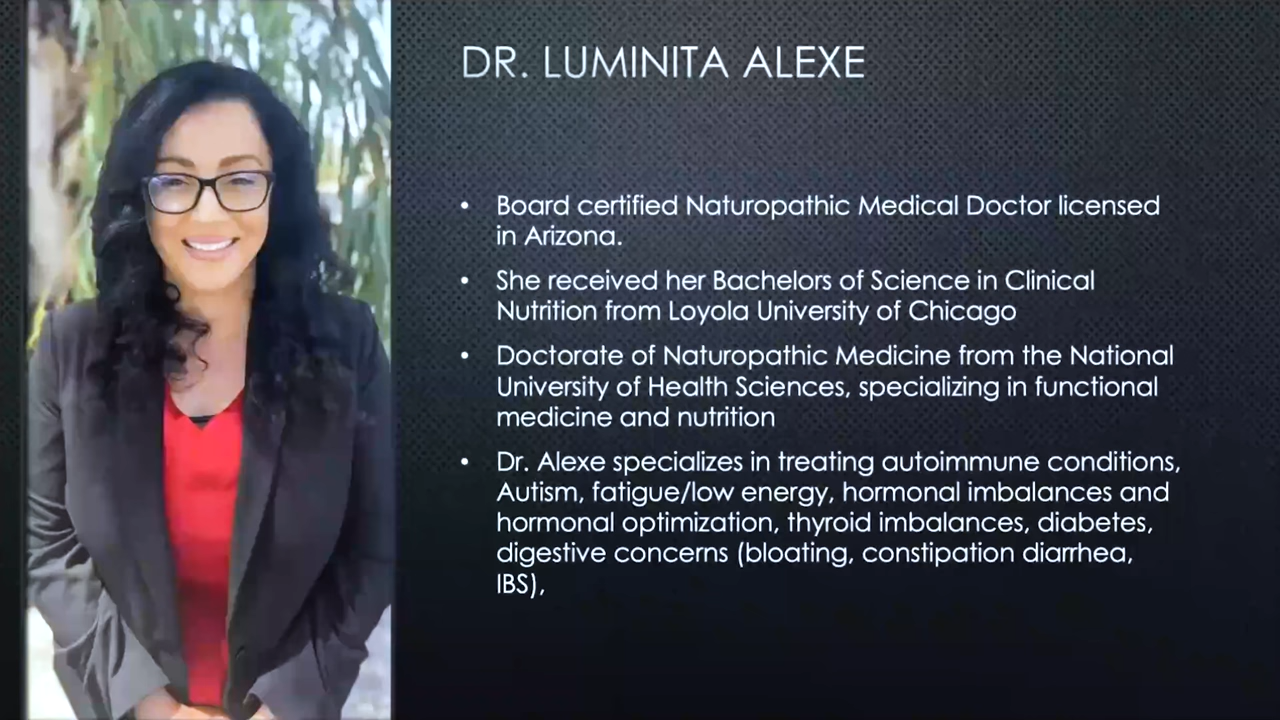 DR. LUMINITA ALEXE
• Board certified Naturopathic Medical Doctor licensed
in Arizona.
• She received her Bachelors of Science in Clinical
Nutrition from Loyola University of Chicago
• Doctorate of Naturopathic Medicine from the National
University of Health Sciences, specializing in functional
medicine and nutrition
• Dr. Alexe specializes in treating autoimmune conditions,
Autism, fatigue/low energy, hormonal imbalances and
hormonal optimization, thyroid imbalances, diabetes,
digestive concerns (bloating, constipation diarrhea,
IBS),